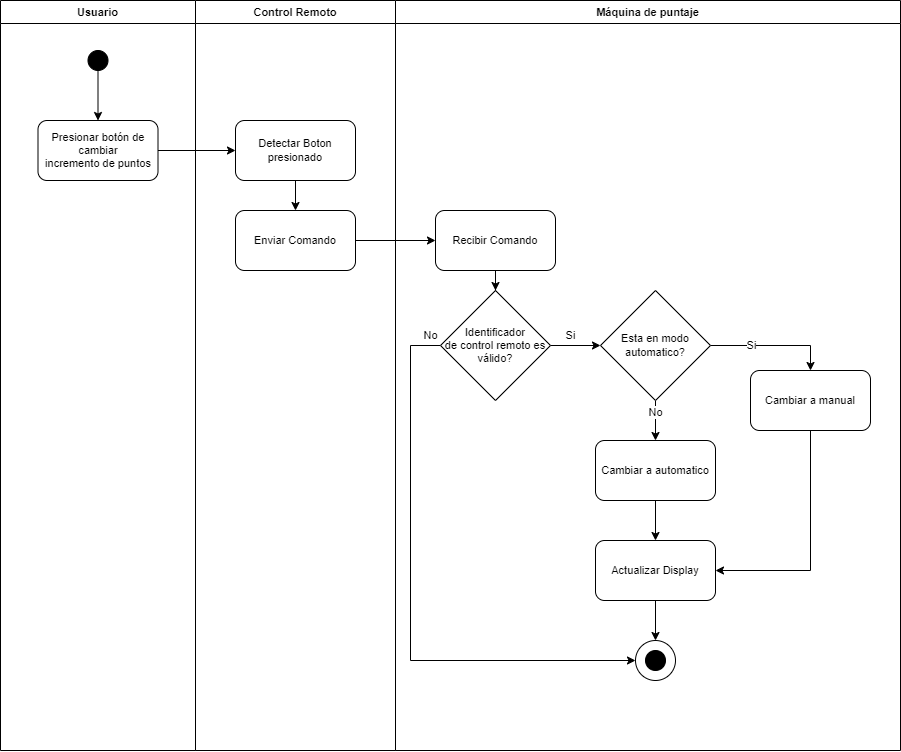 Usuario
Control Remoto
Máquina de puntaje
Presionar botón de
cambiar
incremento de puntos
Detectar Boton
presionado
Enviar Comando
Recibir Comando
No
Identificador
de control remoto es
válido?
Si
Esta en modo
automatico?
Si
Cambiar a manual
No
Cambiar a automatico
Actualizar Display